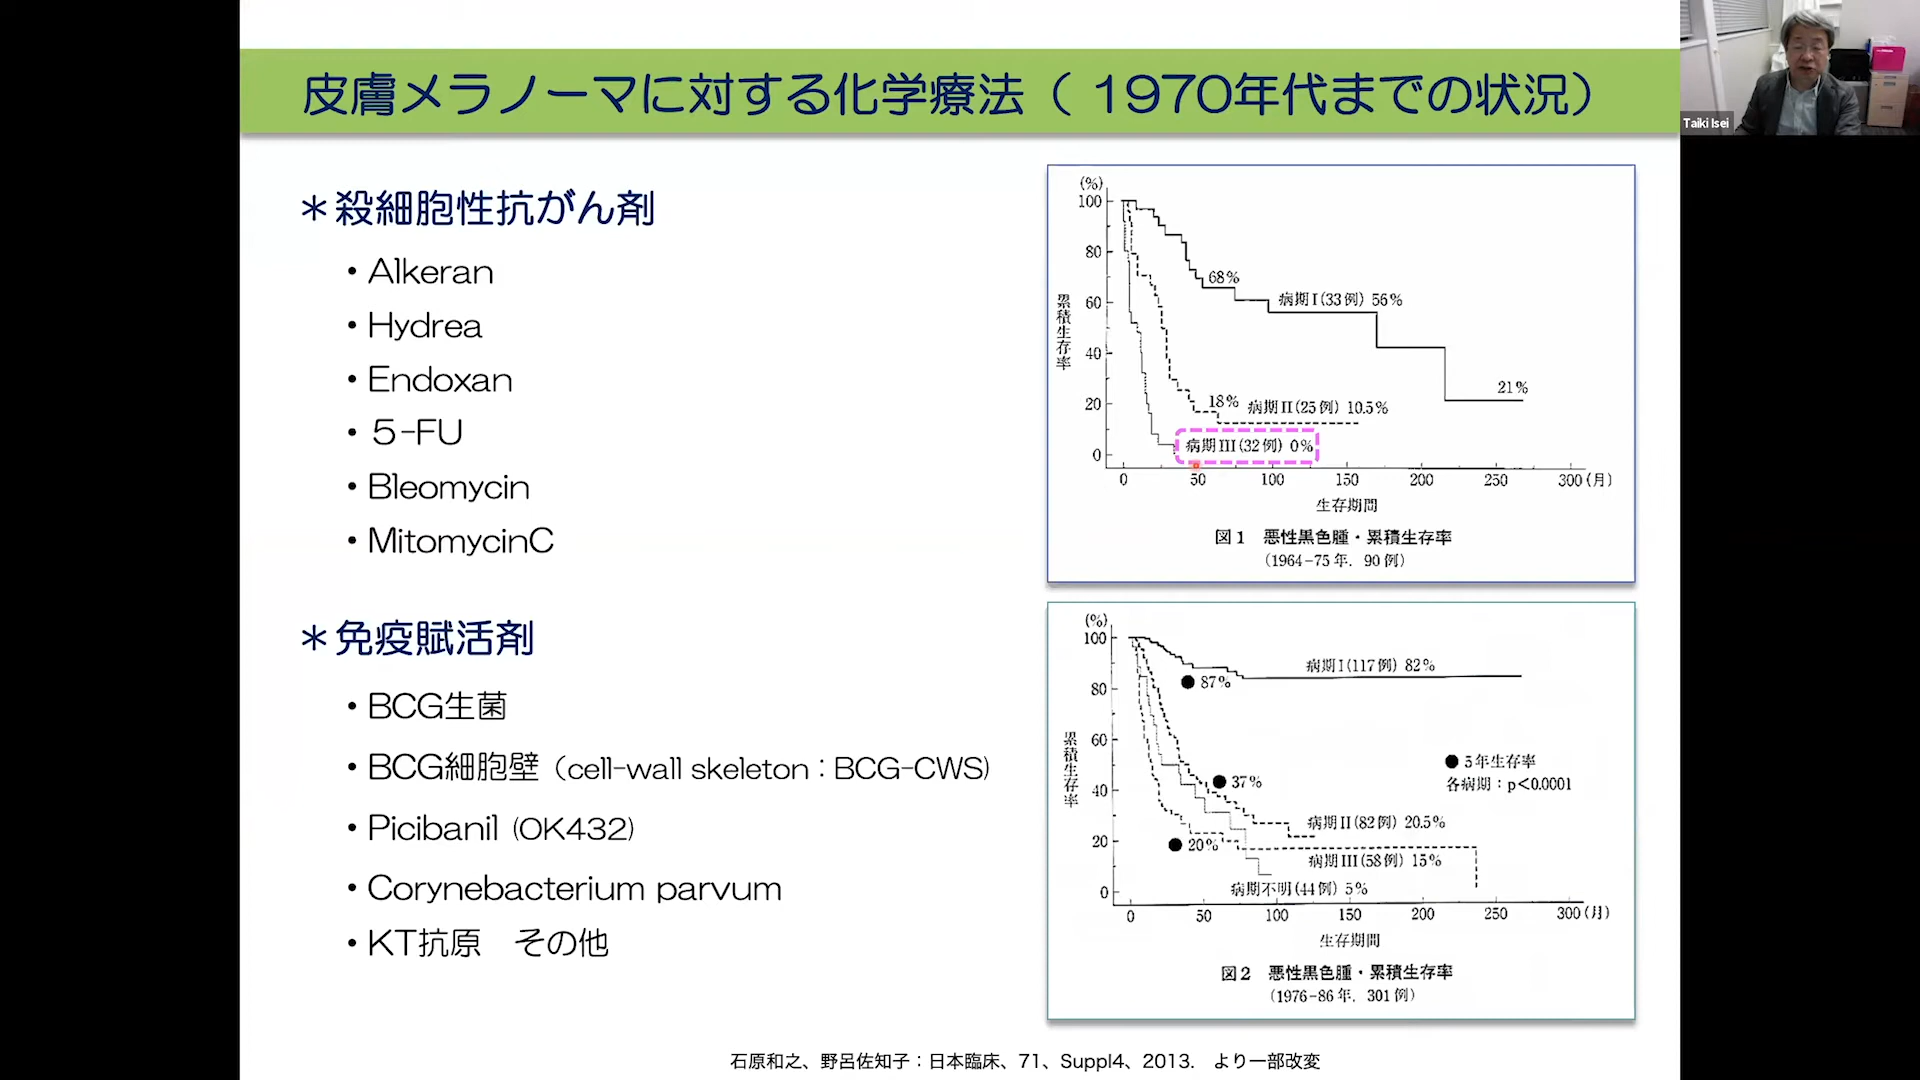 皮膚メラノーマに対する化学療法（ 1970年代までの状況）
Taiki Isei
＊殺細胞性抗がん剤
・Alkeran
・Hydrea
・Endoxan
・5-FU
・Bleomycin
・MitomycinC
＊免疫賦活剤
・BCG生菌
・BCG細胞壁（cell-wall skeleton：BCG-CWS)
・Picibanil (OK432)
・Corynebacterium parvum
・KT抗原　その他
(%)
100
80
60
40
20
0
累積生存率
68%
病期I(33例) 56%
21%
18%
病期II(25例) 10.5%
病期III(32例) 0%
0 50 100 150 200 250 300(月)
生存期間
図1　悪性黒色腫・累積生存率
(1964-75年. 90例)
(%)
100
80
60
40
20
0
累積生存率
病期I(117例) 82%
87%
●5年生存率
各病期：p<0.0001
37%
病期II(82例) 20.5%
20%
病期III(58例) 15%
病期不明(44例) 5%
0 50 100 150 200 250 300(月)
生存期間
図2　悪性黒色腫・累積生存率
(1976-86年. 301例)
石原和之、野呂佐知子：日本臨床、71、Suppl4、2013.　より一部改変